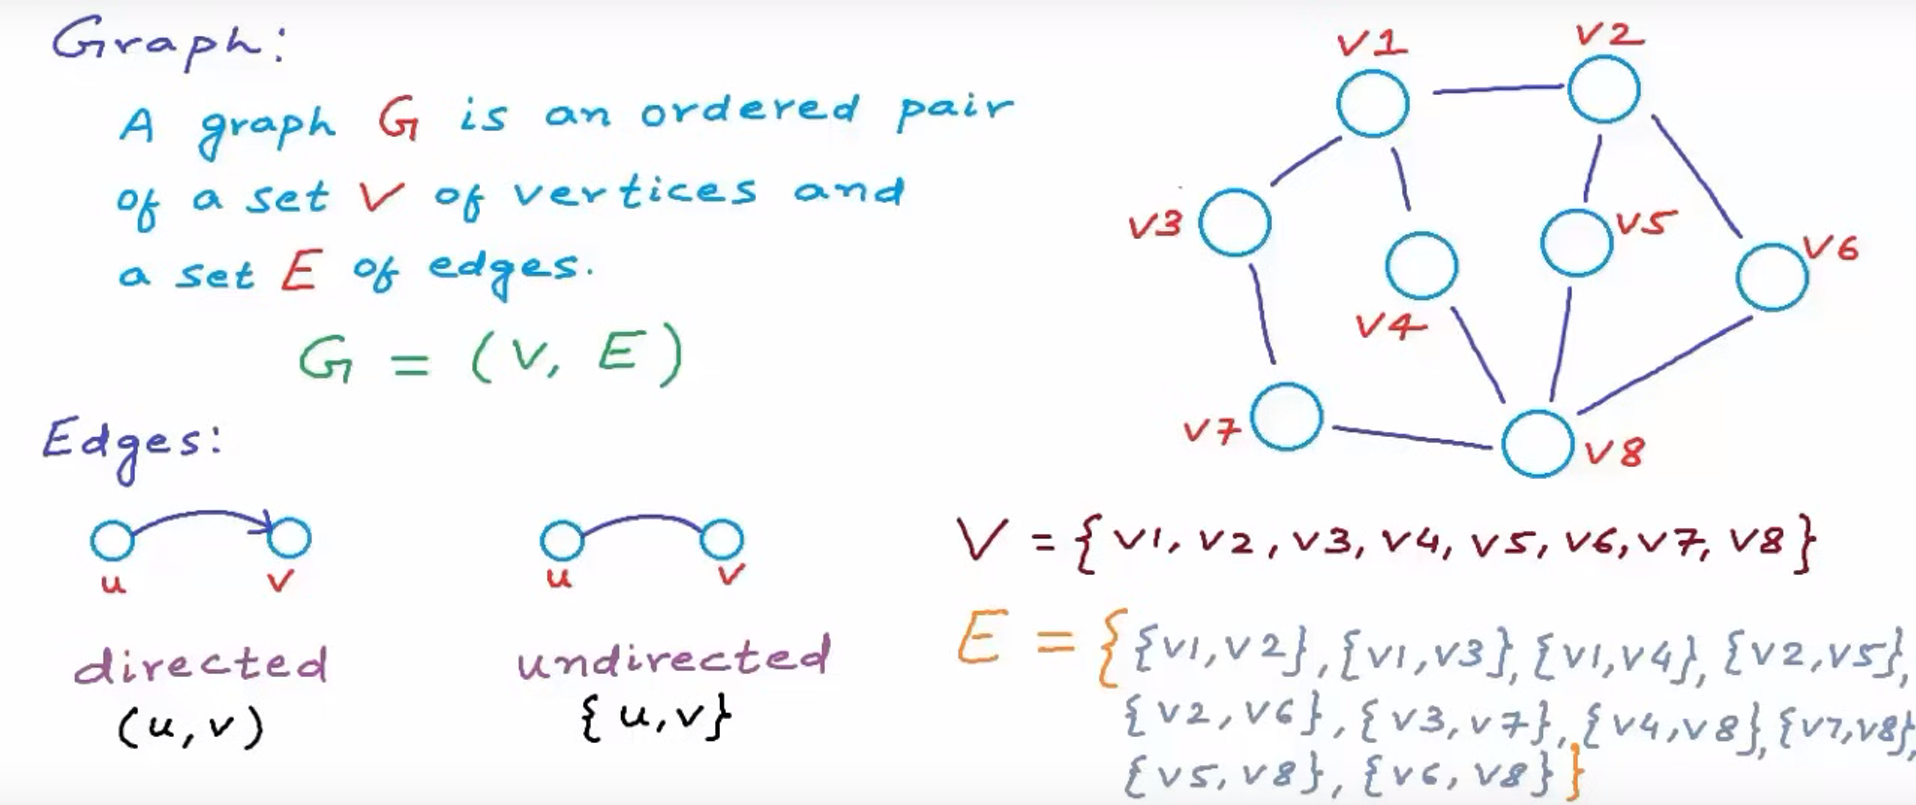 Graph:
A graph G is an ordered pair
of a set V of vertices and
a set E of edges.
G = (V, E)
Edges:
u v
directed
(u, v)
u v
undirected
{u, v}
v1
v2
v3
v4
v5
v6
v7
v8
V = {v1, v2, v3, v4, v5, v6, v7, v8}
E = {{v1,v2}, {v1,v3}, {v1,v4}, {v2,v5},
{v2,v6}, {v3,v7}, {v4,v8}, {v7,v8},
{v5,v8}, {v6,v8}}